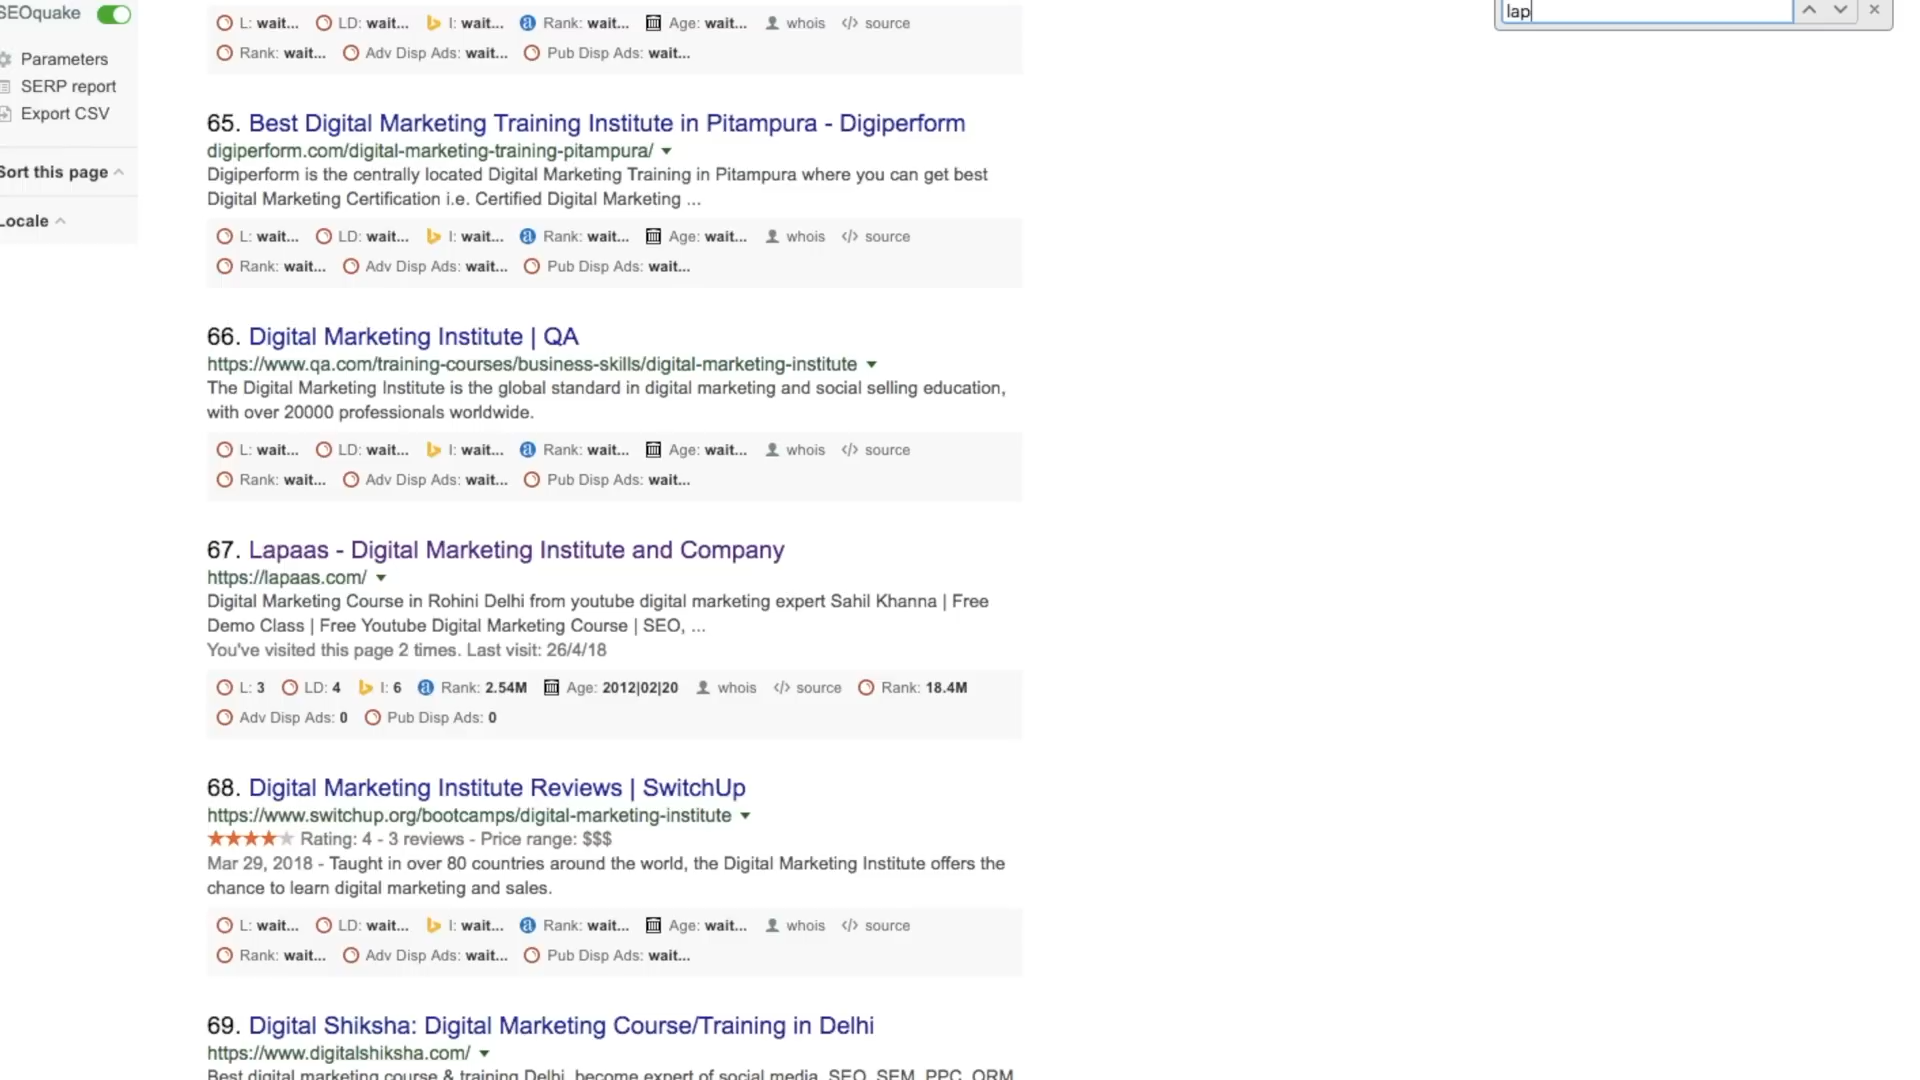 SEOquake
Parameters
SERP report
Export CSV
Sort this page
Locale
lap
L: wait... LD: wait... I: wait... Rank: wait... Age: wait... whois </> source
Rank: wait... Adv Disp Ads: wait... Pub Disp Ads: wait...
65. Best Digital Marketing Training Institute in Pitampura - Digiperform
digiperform.com/digital-marketing-training-pitampura/
Digiperform is the centrally located Digital Marketing Training in Pitampura where you can get best
Digital Marketing Certification i.e. Certified Digital Marketing ...
L: wait... LD: wait... I: wait... Rank: wait... Age: wait... whois </> source
Rank: wait... Adv Disp Ads: wait... Pub Disp Ads: wait...
66. Digital Marketing Institute | QA
https://www.qa.com/training-courses/business-skills/digital-marketing-institute
The Digital Marketing Institute is the global standard in digital marketing and social selling education,
with over 20000 professionals worldwide.
L: wait... LD: wait... I: wait... Rank: wait... Age: wait... whois </> source
Rank: wait... Adv Disp Ads: wait... Pub Disp Ads: wait...
67. Lapaas - Digital Marketing Institute and Company
https://lapaas.com/
Digital Marketing Course in Rohini Delhi from youtube digital marketing expert Sahil Khanna | Free
Demo Class | Free Youtube Digital Marketing Course | SEO, ...
You've visited this page 2 times. Last visit: 26/4/18
L: 3 LD: 4 I: 6 Rank: 2.54M Age: 2012|02|20 whois </> source Rank: 18.4M
Adv Disp Ads: 0 Pub Disp Ads: 0
68. Digital Marketing Institute Reviews | SwitchUp
https://www.switchup.org/bootcamps/digital-marketing-institute
Rating: 4 - 3 reviews - Price range: $$$
Mar 29, 2018 - Taught in over 80 countries around the world, the Digital Marketing Institute offers the
chance to learn digital marketing and sales.
L: wait... LD: wait... I: wait... Rank: wait... Age: wait... whois </> source
Rank: wait... Adv Disp Ads: wait... Pub Disp Ads: wait...
69. Digital Shiksha: Digital Marketing Course/Training in Delhi
https://www.digitalshiksha.com/
Best digital marketing course & training Delhi, become expert of social media, SEO, SEM, PPC, ORM